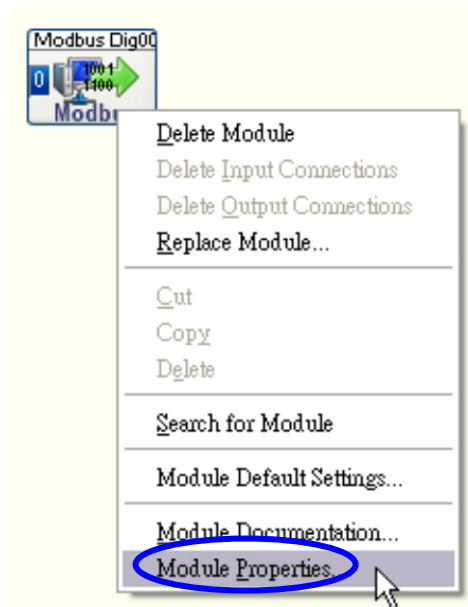 Modbus Dig00
0
1001
1100
Modbu
Delete Module
Delete Input Connections
Delete Output Connections
Replace Module...
Cut
Copy
Delete
Search for Module
Module Default Settings...
Module Documentation...
Module Properties.